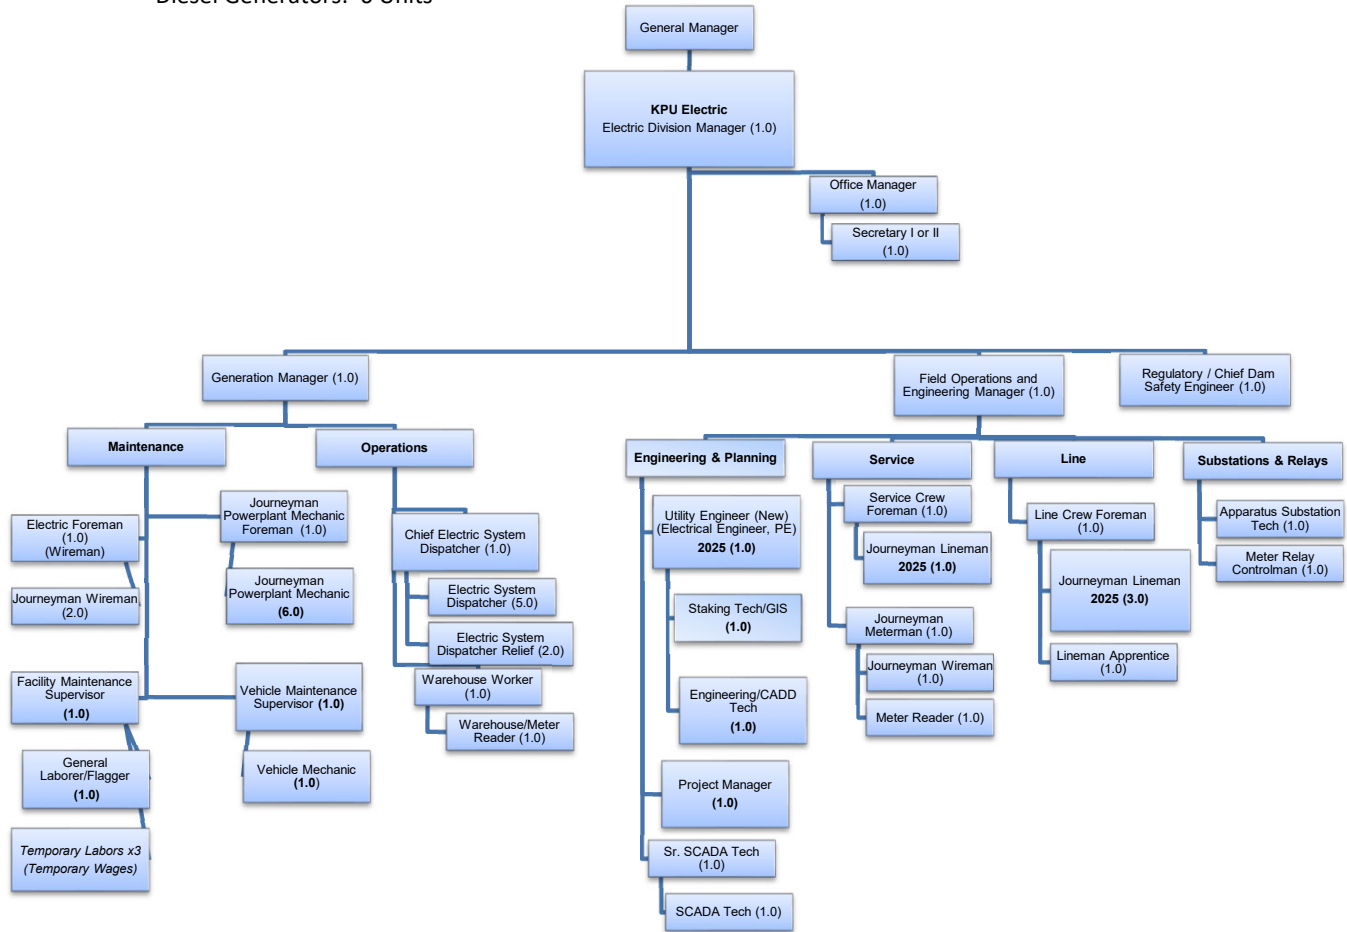 Diesel Generators: 6 Units
General Manager
KPU Electric
Electric Division Manager (1.0)
Office Manager
(1.0)
Secretary I or II
(1.0)
Generation Manager (1.0)
Field Operations and
Engineering Manager (1.0)
Regulatory / Chief Dam
Safety Engineer (1.0)
Maintenance
Operations
Engineering & Planning
Service
Line
Substations & Relays
Electric Foreman
(1.0)
(Wireman)
Journeyman Wireman
(2.0)
Journeyman
Powerplant Mechanic
Foreman (1.0)
Journeyman
Powerplant Mechanic
(6.0)
Facility Maintenance
Supervisor
(1.0)
General
Laborer/Flagger
(1.0)
Temporary Labors x3
(Temporary Wages)
Vehicle Maintenance
Supervisor (1.0)
Vehicle Mechanic
(1.0)
Chief Electric System
Dispatcher (1.0)
Electric System
Dispatcher (5.0)
Electric System
Dispatcher Relief (2.0)
Warehouse Worker
(1.0)
Warehouse/Meter
Reader (1.0)
Utility Engineer (New)
(Electrical Engineer, PE)
2025 (1.0)
Staking Tech/GIS
(1.0)
Engineering/CADD
Tech
(1.0)
Project Manager
(1.0)
Sr. SCADA Tech
(1.0)
SCADA Tech (1.0)
Service Crew
Foreman (1.0)
Journeyman Lineman
2025 (1.0)
Journeyman
Meterman (1.0)
Journeyman Wireman
(1.0)
Meter Reader (1.0)
Line Crew Foreman
(1.0)
Journeyman Lineman
2025 (3.0)
Lineman Apprentice
(1.0)
Apparatus Substation
Tech (1.0)
Meter Relay
Controlman (1.0)